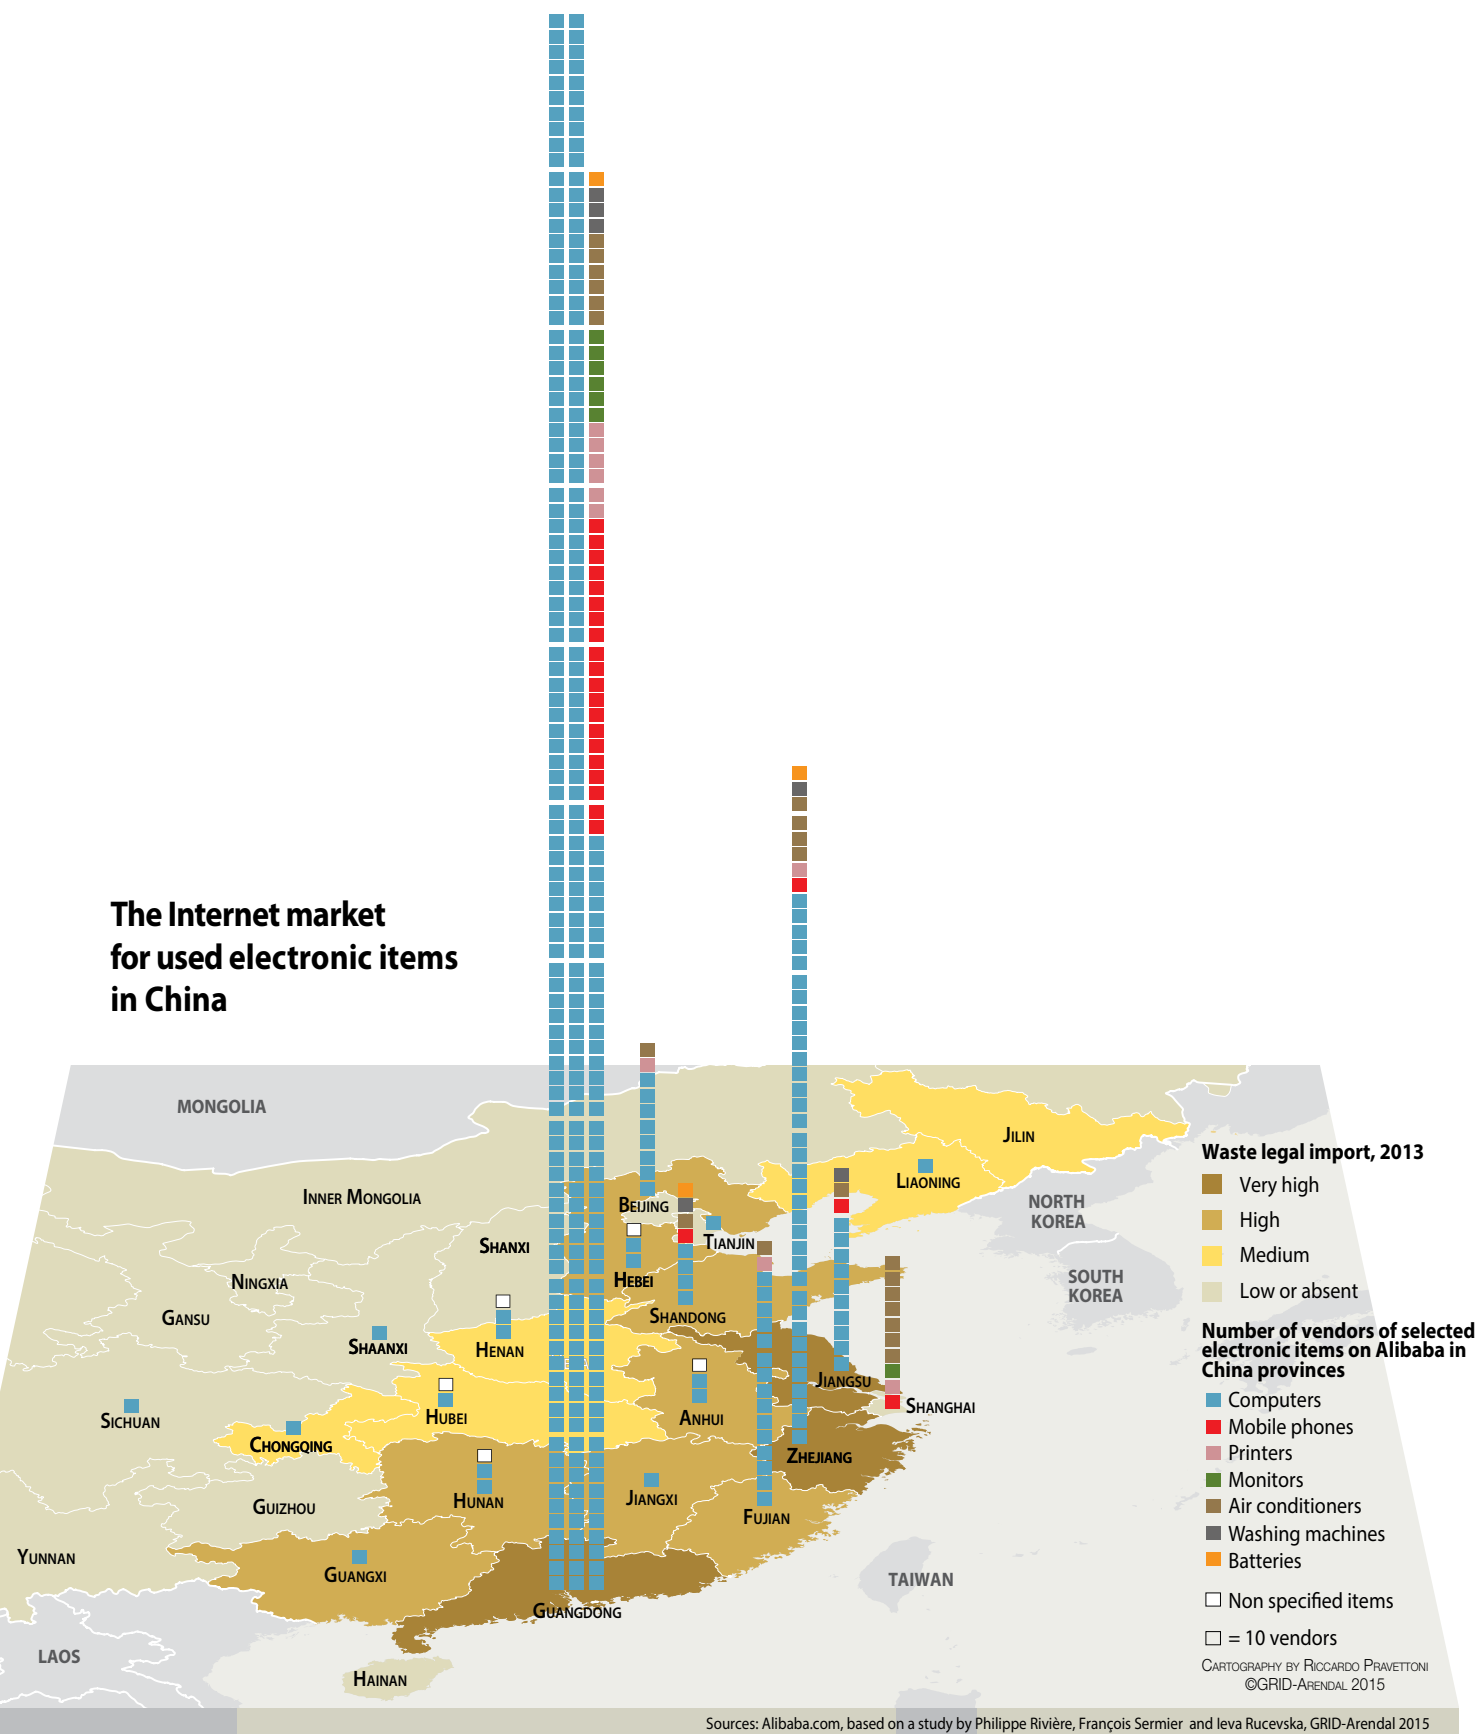 The Internet market
for used electronic items
in China
MONGOLIA
JILIN
LIAONING
INNER MONGOLIA
BEIJING
NORTH
KOREA
SHANXI
TIANJIN
NINGXIA
HEBEI
SOUTH
KOREA
GANSU
SHANDONG
SHAANXI
HENAN
JIANGSU
SICHUAN
HUBEI
ANHUI
SHANGHAI
CHONGQING
ZHEJIANG
HUNAN
JIANGXI
GUIZHOU
FUJIAN
YUNNAN
GUANGXI
TAIWAN
GUANGDONG
LAOS
HAINAN
Waste legal import, 2013
Very high
High
Medium
Low or absent
Number of vendors of selected
electronic items on Alibaba in
China provinces
Computers
Mobile phones
Printers
Monitors
Air conditioners
Washing machines
Batteries
Non specified items
= 10 vendors
CARTOGRAPHY BY RICCARDO PRAVETTONI
©GRID-ARENDAL 2015
Sources: Alibaba.com, based on a study by Philippe Rivière, François Sermier and Ieva Rucevska, GRID-Arendal 2015